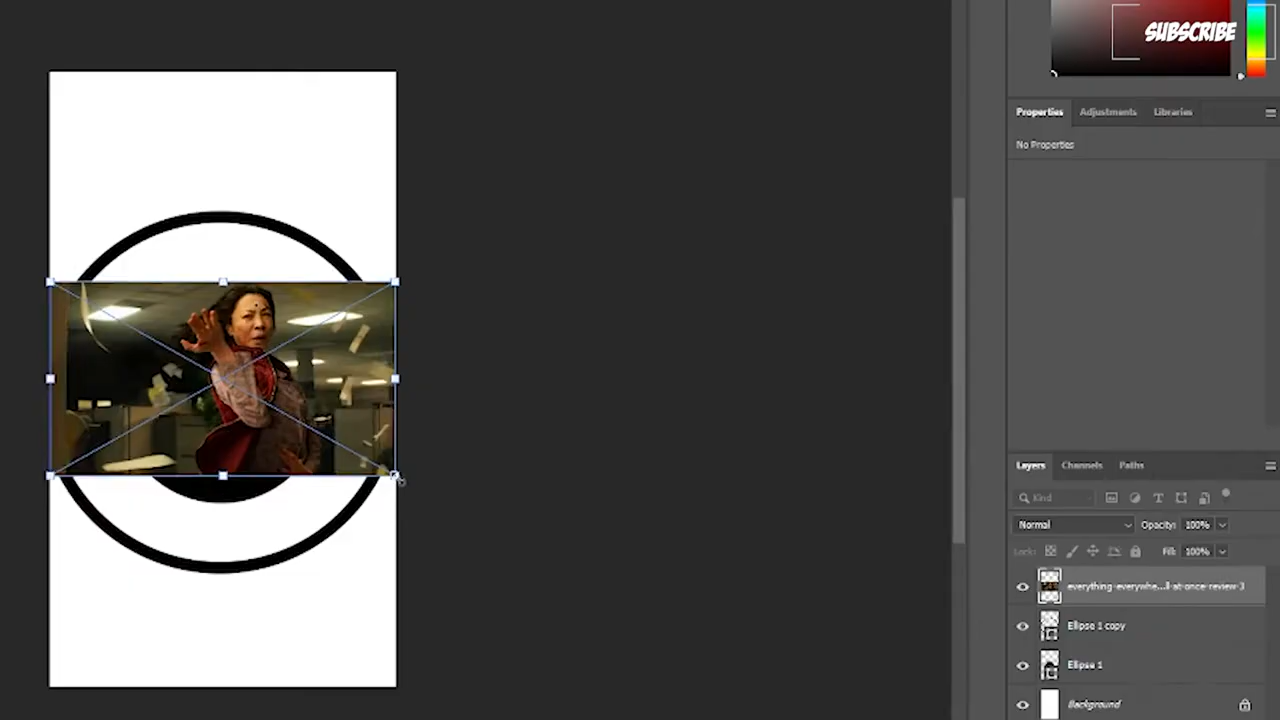 SUBSCRIBE
Properties Adjustments Libraries
No Properties
Layers Channels Paths
Kind
Normal Opacity: 100%
Lock: Fill: 100%
everything-everywhe...ll-at-once-review-3
Ellipse 1 copy
Ellipse 1
Background